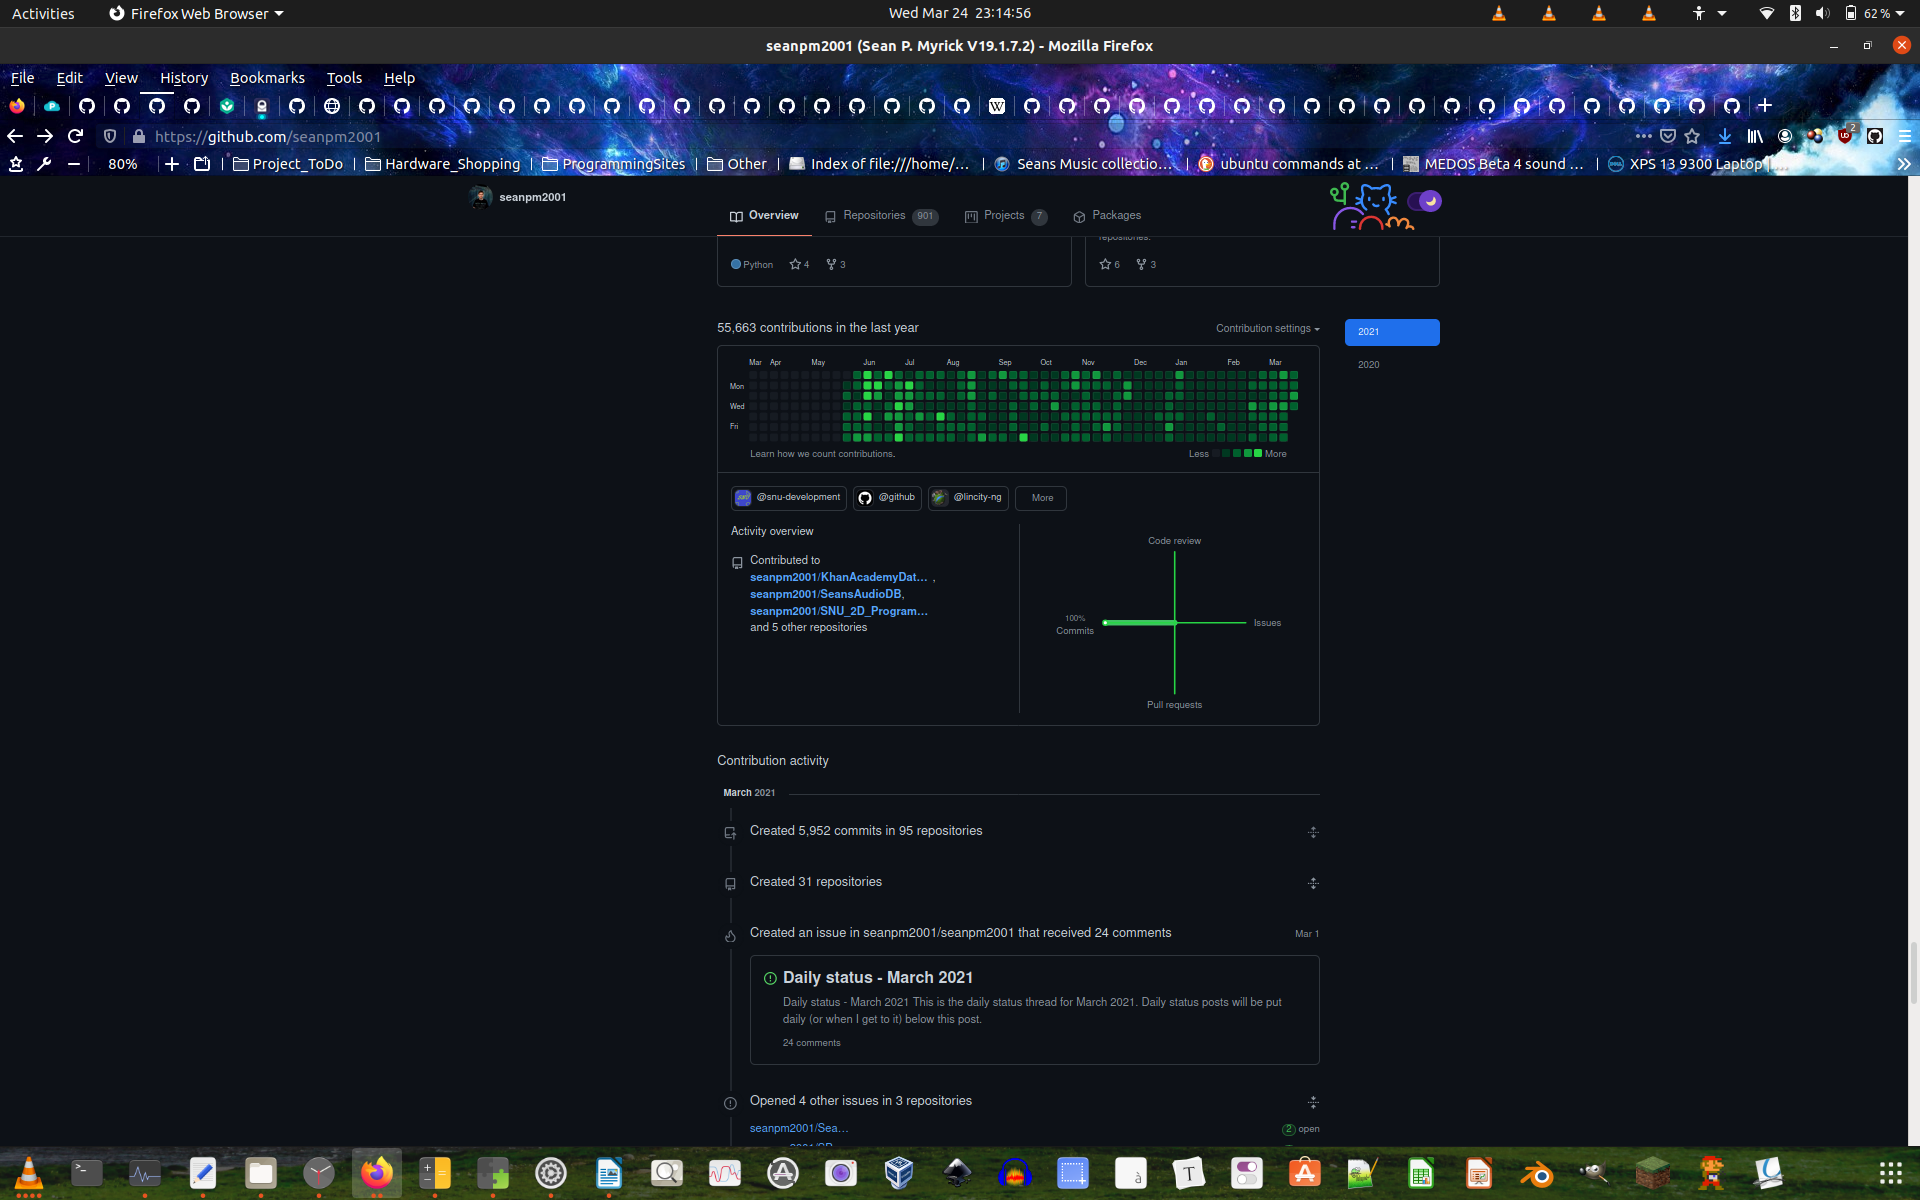 Activities
Firefox Web Browser
Wed Mar 24 23:14:56
62 %
seanpm2001 (Sean P. Myrick V19.1.7.2) - Mozilla Firefox
File Edit View History Bookmarks Tools Help
https://github.com/seanpm2001
2
80%
Project_ToDo
Hardware_Shopping
ProgrammingSites
Other
Index of file:///home/...
Seans Music collectio...
ubuntu commands at ...
MEDOS Beta 4 sound ...
XPS 13 9300 Laptop
seanpm2001
Overview
Repositories 901
Projects 7
Packages
repositories.
Python 4 3
6 3
55,663 contributions in the last year
Contribution settings
2021
2020
Mar Apr May Jun Jul Aug Sep Oct Nov Dec Jan Feb Mar
Mon
Wed
Fri
Learn how we count contributions.
Less More
@snu-development
@github
@lincity-ng
More
Activity overview
Contributed to
seanpm2001/KhanAcademyDat... ,
seanpm2001/SeansAudioDB,
seanpm2001/SNU_2D_Program...
and 5 other repositories
Code review
100%
Commits
Issues
Pull requests
Contribution activity
March 2021
Created 5,952 commits in 95 repositories
Created 31 repositories
Created an issue in seanpm2001/seanpm2001 that received 24 comments
Mar 1
Daily status - March 2021
Daily status - March 2021 This is the daily status thread for March 2021. Daily status posts will be put
daily (or when I get to it) below this post.
24 comments
Opened 4 other issues in 3 repositories
seanpm2001/Sea...
2 open